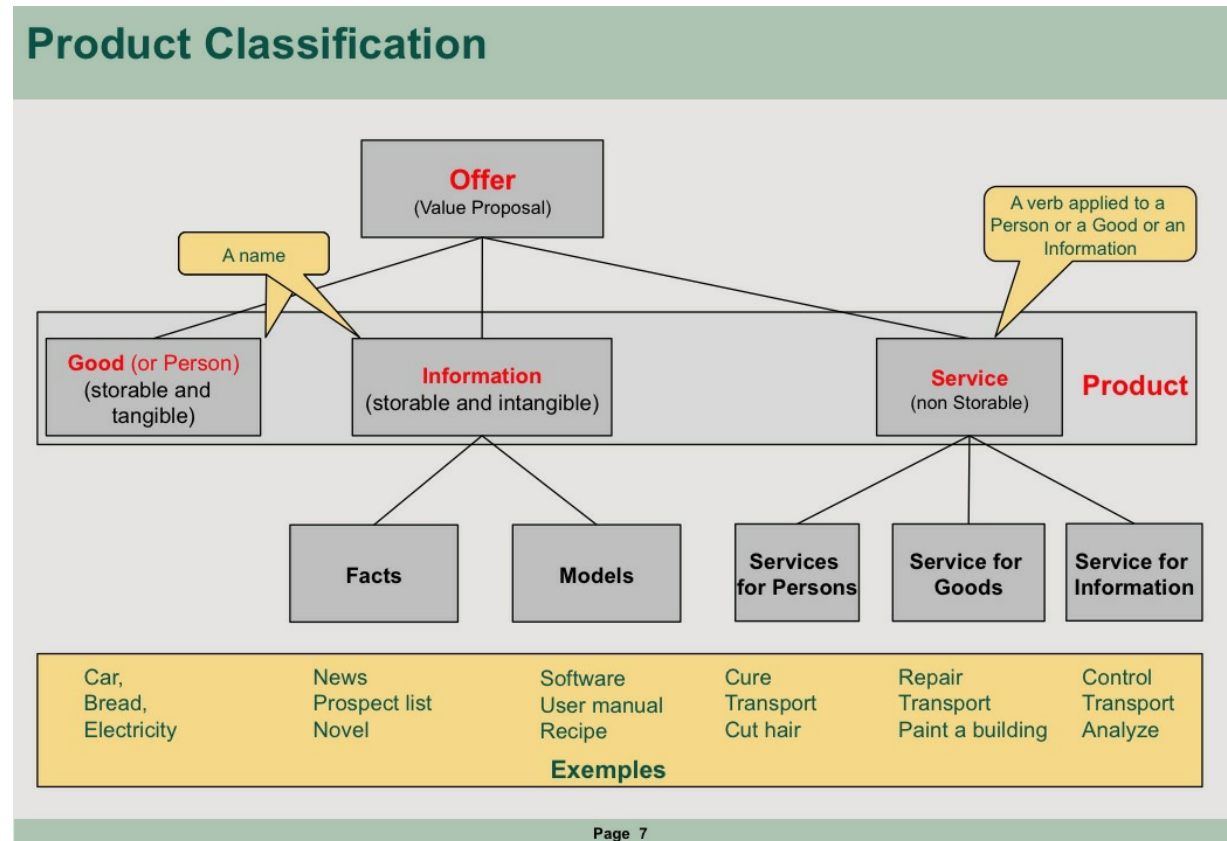 Product Classification
Offer
(Value Proposal)
A name
A verb applied to a
Person or a Good or an
Information
Good (or Person)
(storable and
tangible)
Information
(storable and intangible)
Service
(non Storable)
Product
Facts
Models
Services
for Persons
Service for
Goods
Service for
Information
Car,
Bread,
Electricity
News
Prospect list
Novel
Software
User manual
Recipe
Cure
Transport
Cut hair
Repair
Transport
Paint a building
Control
Transport
Analyze
Exemples
Page 7